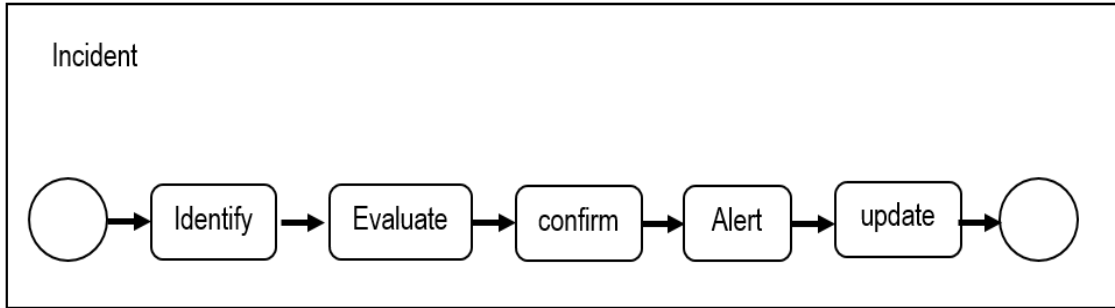 Incident
Identify
Evaluate
confirm
Alert
update